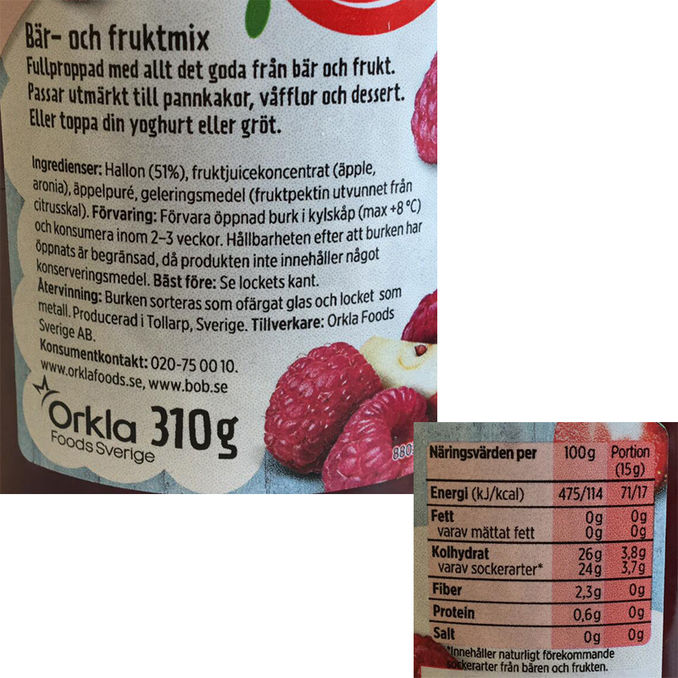 Bär- och fruktmix
Fullproppad med allt det goda från bär och frukt.
Passar utmärkt till pannkakor, våfflor och dessert.
Eller toppa din yoghurt eller gröt.
Ingredienser: Hallon (51%), fruktjuicekoncentrat (äpple,
aronia), äppelpuré, geleringsmedel (fruktpektin utvunnet från
citrusskal). Förvaring: Förvara öppnad burk i kylskåp (max +8 °C)
och konsumera inom 2–3 veckor. Hållbarheten efter att burken har
öppnats är begränsad, då produkten inte innehåller något
konserveringsmedel. Bäst före: Se lockets kant.
Återvinning: Burken sorteras som ofärgat glas och locket som
metall. Producerad i Tollarp, Sverige. Tillverkare: Orkla Foods
Sverige AB.
Konsumentkontakt: 020-75 00 10.
www.orklafoods.se, www.bob.se
Orkla 310g
Foods Sverige
Näringsvärden per 100g Portion
(15g)
Energi (kJ/kcal) 475/114 71/17
Fett 0g 0g
varav mättat fett 0g 0g
Kolhydrat 26g 3,8g
varav sockerarter* 24g 3,7g
Fiber 2,3g 0g
Protein 0,6g 0g
Salt 0g 0g
*Innehåller naturligt förekommande
sockerarter från bären och frukten.